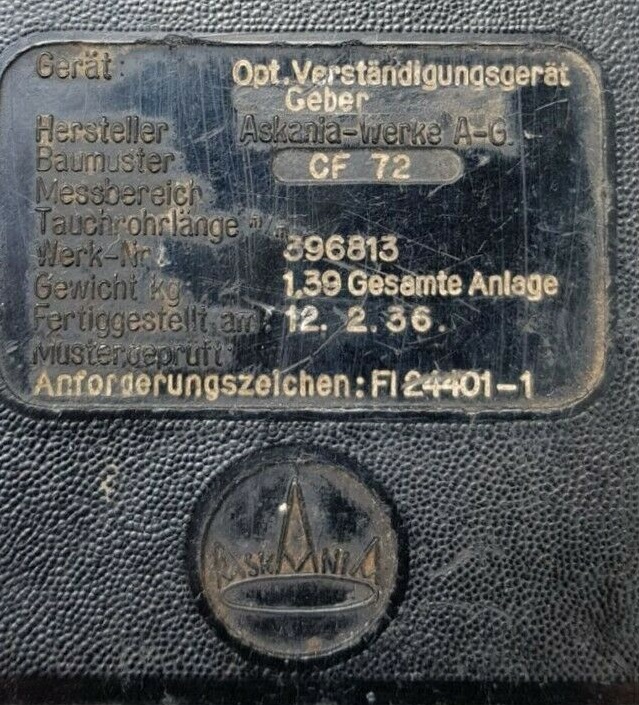 Gerät: Opt. Verständigungsgerät
Geber
Hersteller Askania-Werke A-G.
Baumuster CF 72
Messbereich
Tauchrohrlänge
Werk-Nr 396813
Gewicht kg 1,39 Gesamte Anlage
Fertiggestellt am: 12. 2. 36.
Mustergeprüft
Anforderungszeichen: Fl 24401-1
ASKANIA